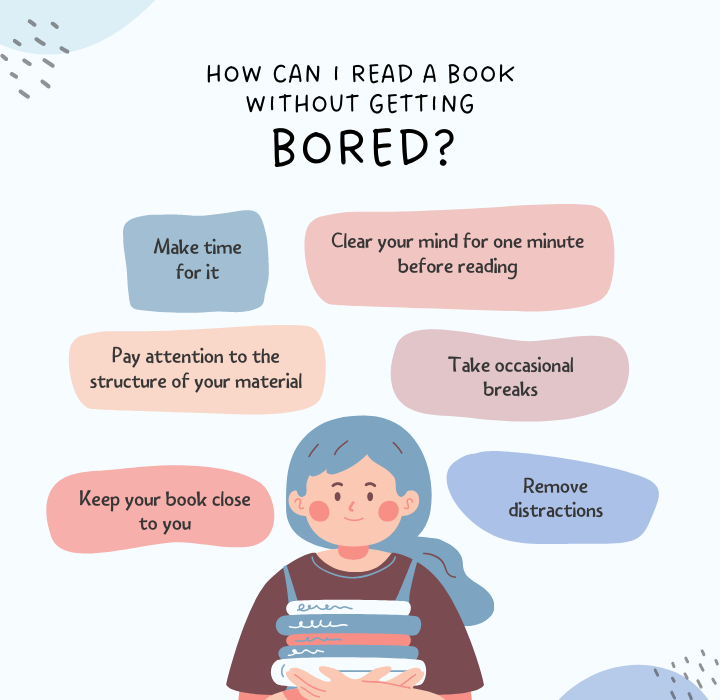 HOW CAN I READ A BOOK
WITHOUT GETTING
BORED?
Make time
for it
Clear your mind for one minute
before reading
Pay attention to the
structure of your material
Take occasional
breaks
Keep your book close
to you
Remove
distractions